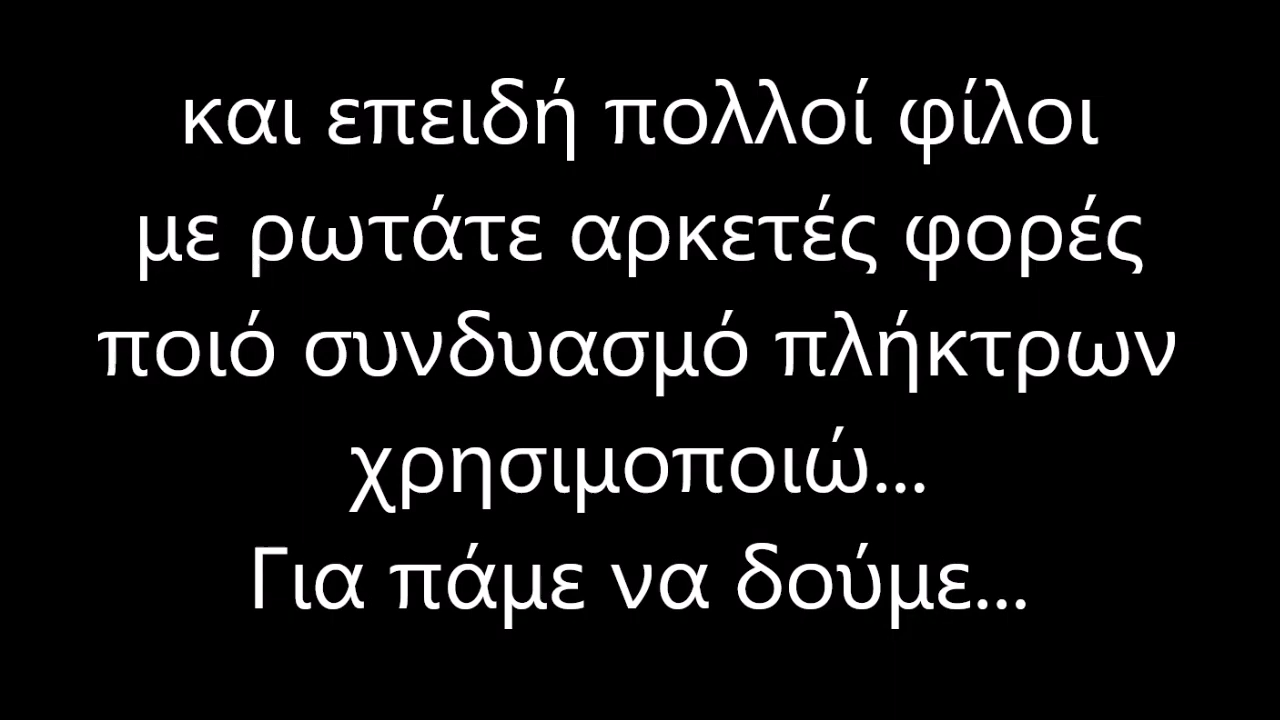 και επειδή πολλοί φίλοι
με ρωτάτε αρκετές φορές
ποιό συνδυασμό πλήκτρων
χρησιμοποιώ...
Για πάμε να δούμε...